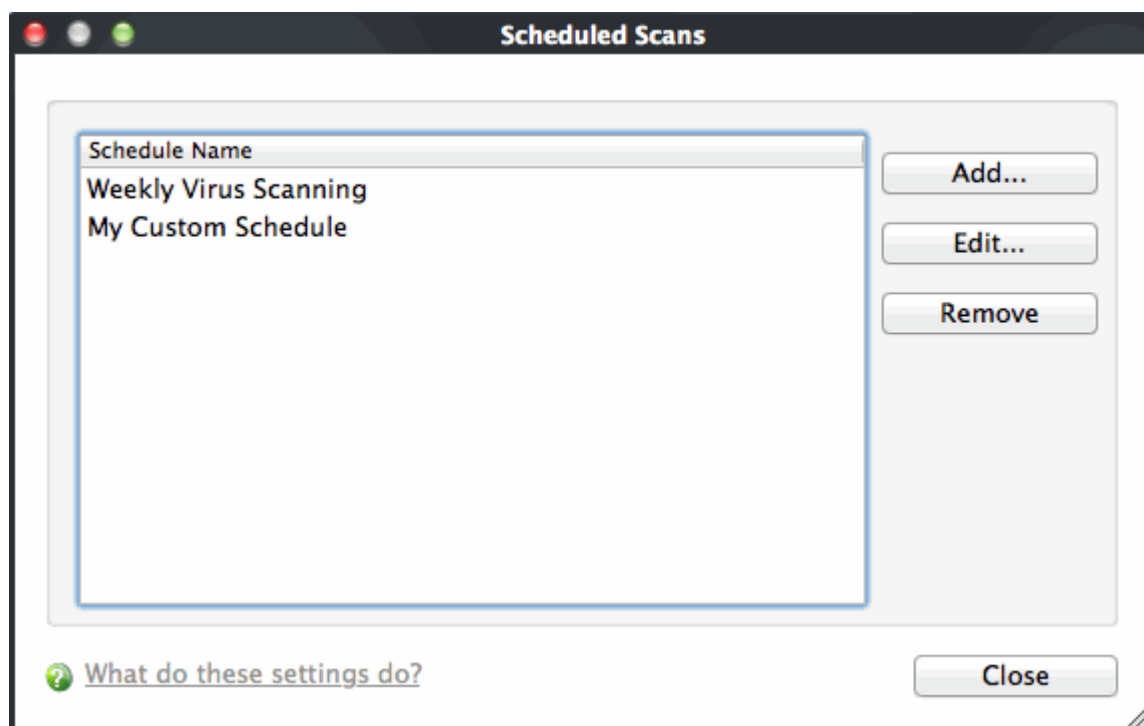 Scheduled Scans
Schedule Name
Weekly Virus Scanning
My Custom Schedule
Add...
Edit...
Remove
? What do these settings do?
Close